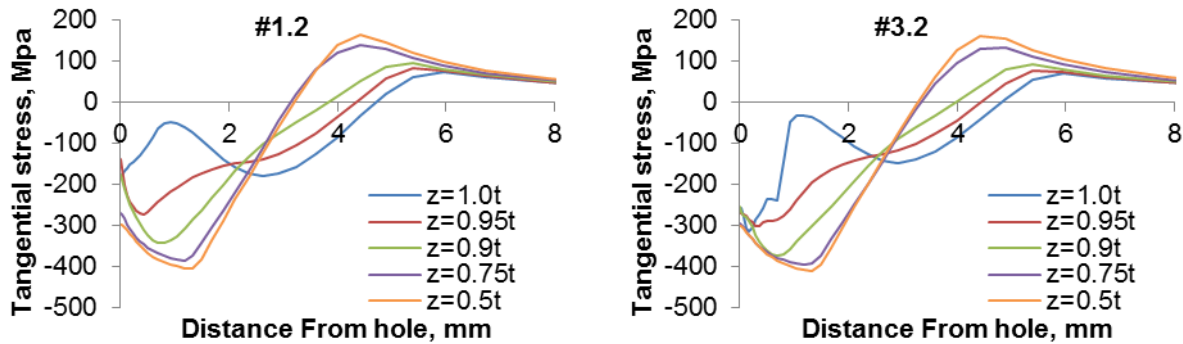 #1.2
Tangential stress, Mpa
200
100
0
-100
-200
-300
-400
-500
0 2 4 6 8
z=1.0t
z=0.95t
z=0.9t
z=0.75t
z=0.5t
Distance From hole, mm
#3.2
Tangential stress, Mpa
200
100
0
-100
-200
-300
-400
-500
0 2 4 6 8
z=1.0t
z=0.95t
z=0.9t
z=0.75t
z=0.5t
Distance From hole, mm